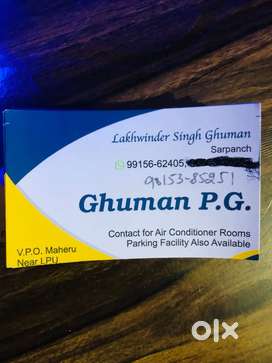 Lakhwinder Singh Ghuman
Sarpanch
99156-62405,
98153-85251
Ghuman P.G.
Contact for Air Conditioner Rooms
Parking Facility Also Available
V.P.O. Maheru
Near LPU
olx